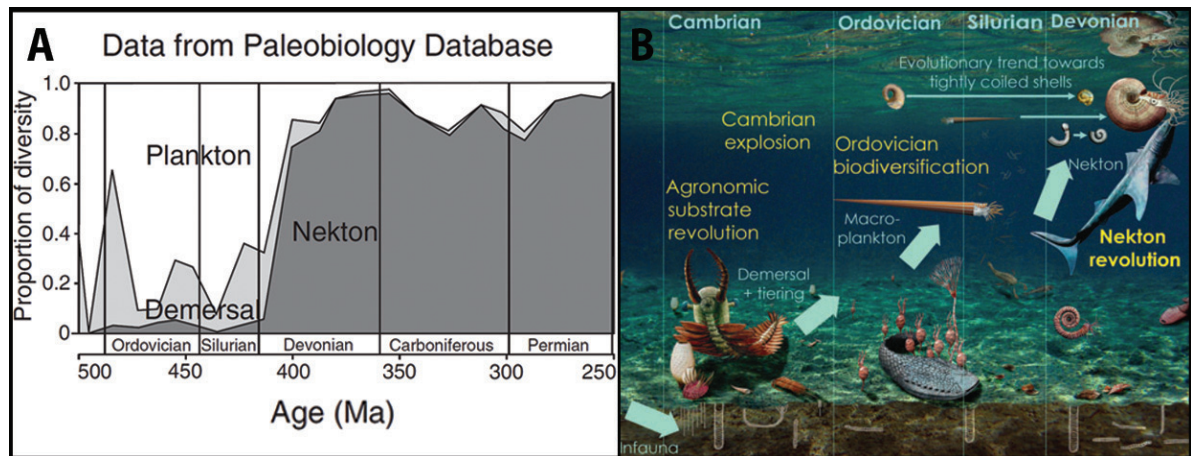 A
Data from Paleobiology Database
Proportion of diversity
1.0
0.8
0.6
0.4
0.2
0
Plankton
Nekton
Demersal
Ordovician
Silurian
Devonian
Carboniferous
Permian
500
450
400
350
300
250
Age (Ma)
B
Cambrian
Ordovician
Silurian
Devonian
Evolutionary trend towards
tightly coiled shells
Cambrian
explosion
Ordovician
biodiversification
Nekton
Agronomic
substrate
revolution
Macro-
plankton
Nekton
revolution
Demersal
+ tiering
Infauna